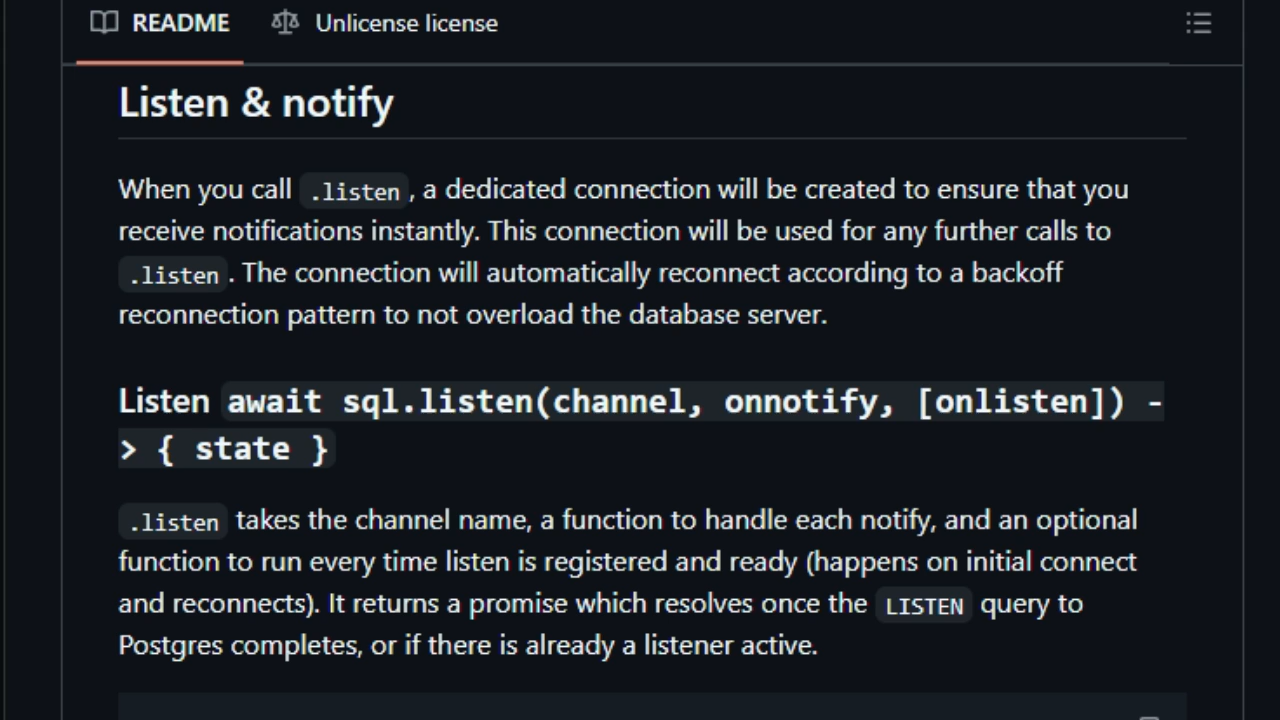 README Unlicense license
Listen & notify
When you call .listen, a dedicated connection will be created to ensure that you
receive notifications instantly. This connection will be used for any further calls to
.listen. The connection will automatically reconnect according to a backoff
reconnection pattern to not overload the database server.
Listen await sql.listen(channel, onnotify, [onlisten]) -
> { state }
.listen takes the channel name, a function to handle each notify, and an optional
function to run every time listen is registered and ready (happens on initial connect
and reconnects). It returns a promise which resolves once the LISTEN query to
Postgres completes, or if there is already a listener active.